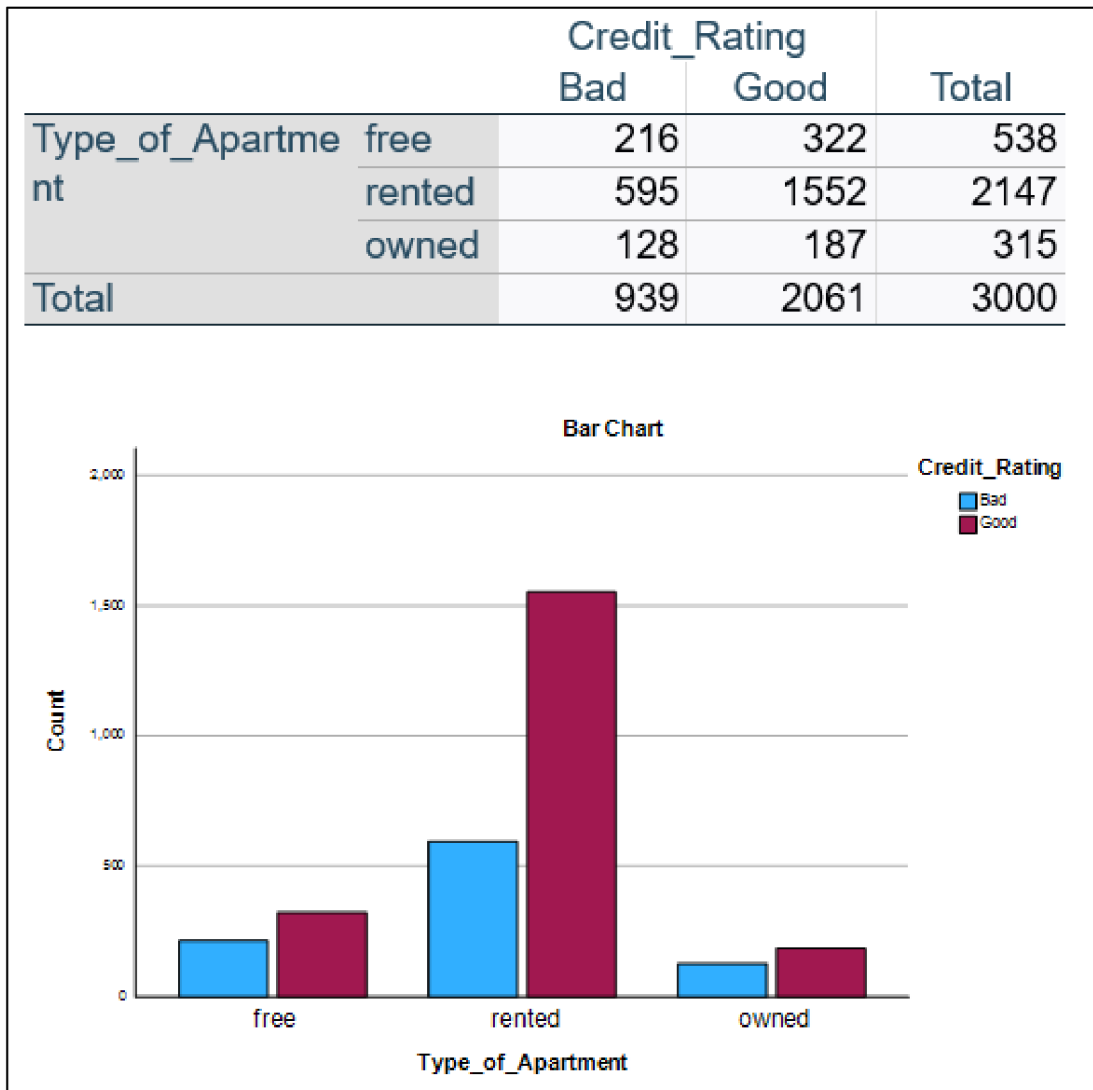 Credit_Rating
Bad Good Total
Type_of_Apartme free 216 322 538
nt
rented 595 1552 2147
owned 128 187 315
Total 939 2061 3000
Bar Chart
Credit_Rating
Bad
Good
2,000
1,500
1,000
500
0
Count
free rented owned
Type_of_Apartment